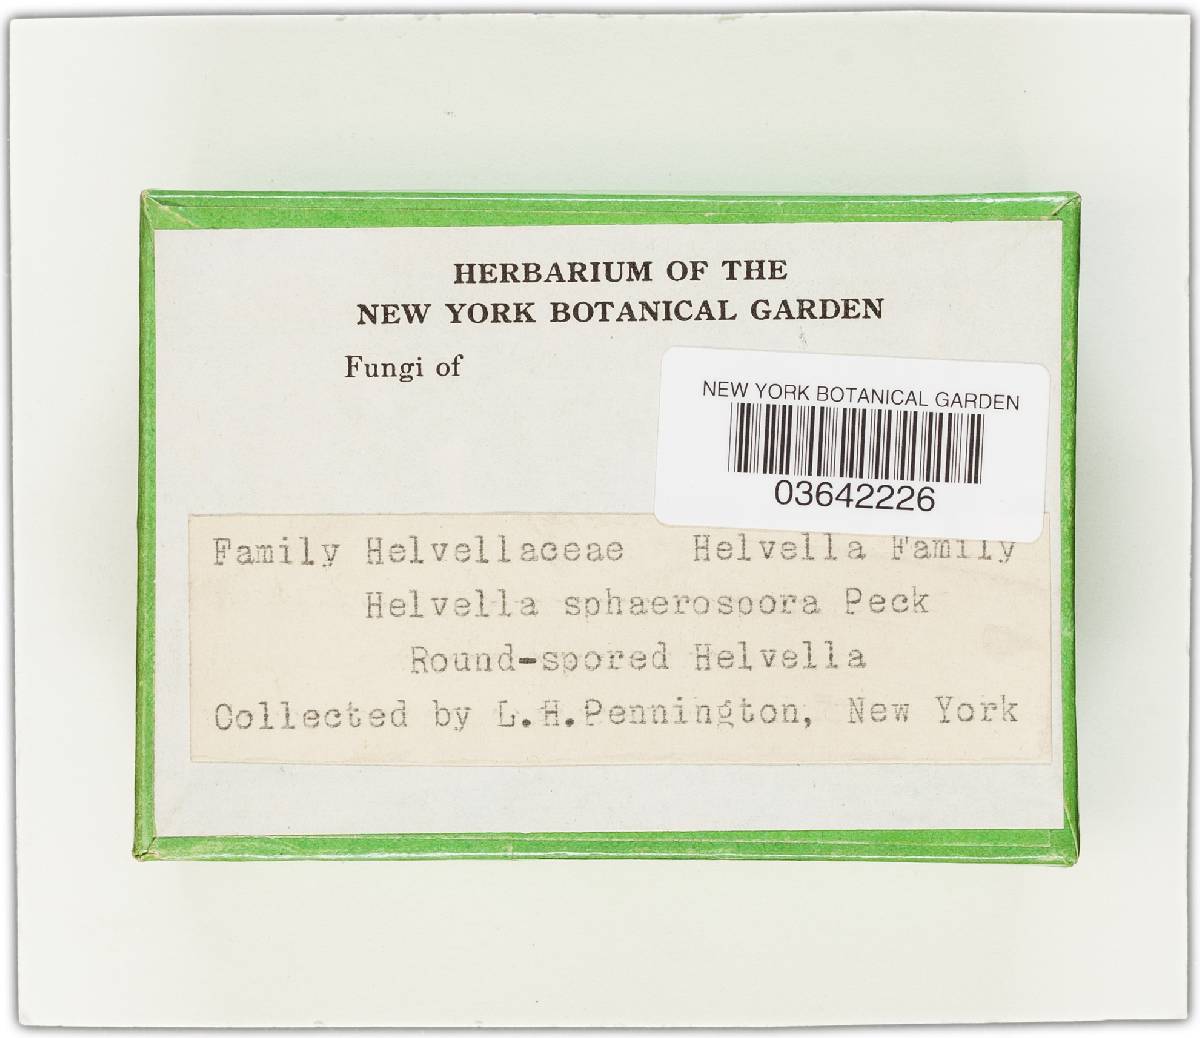 HERBARIUM OF THE
NEW YORK BOTANICAL GARDEN
Fungi of
NEW YORK BOTANICAL GARDEN
03642226
Family Helvellaceae Helvella Family
Helvella sphaerospora Peck
Round-spored Helvella
Collected by L.H.Pennington, New York